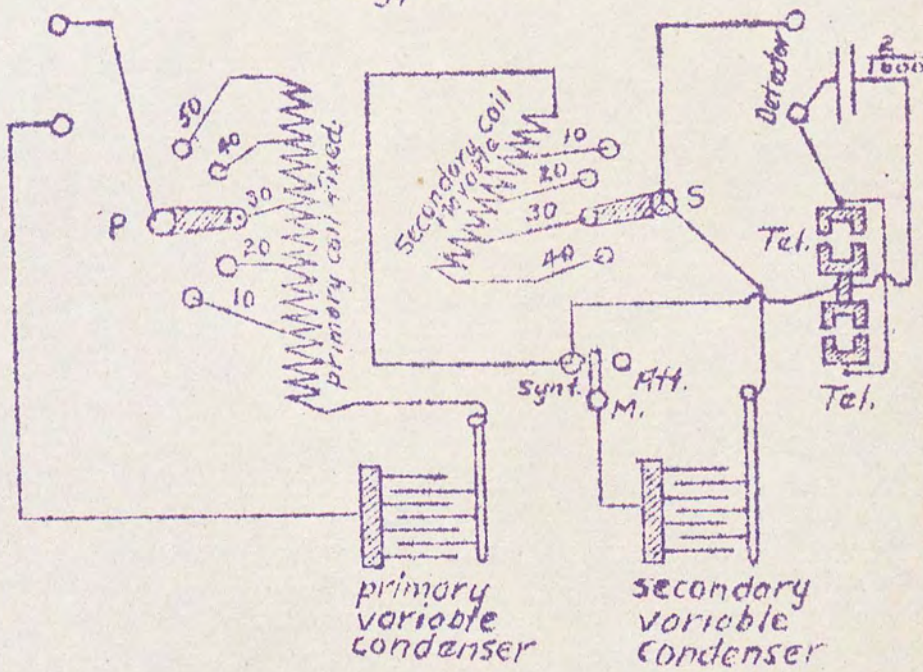 50
40
P
30
20
10
primary coil fixed.
Secondary Coil
Movable
10
20
30
40
S
Detector
2
1000
Tel.
Tel.
Synt.
Att.
M.
primary
variable
condenser
secondary
variable
condenser